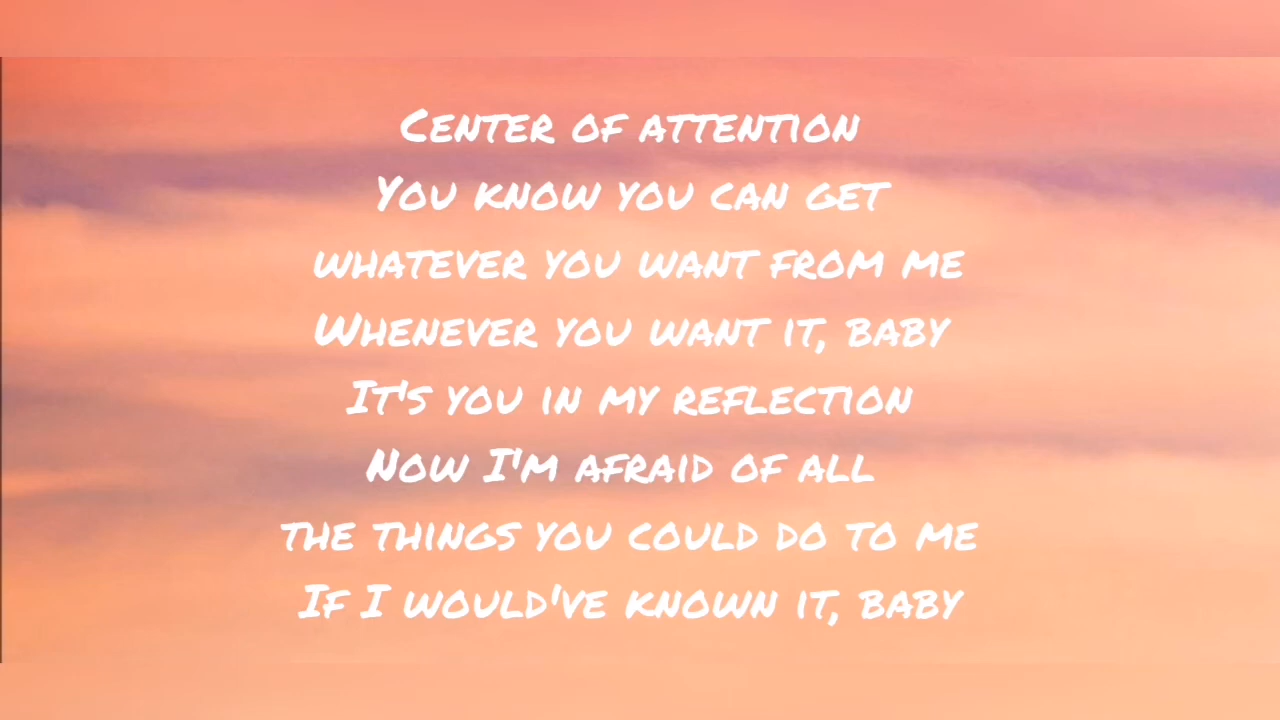 Center of attention
You know you can get
whatever you want from me
Whenever you want it, baby
It's you in my reflection
Now I'm afraid of all
the things you could do to me
If I would've known it, baby